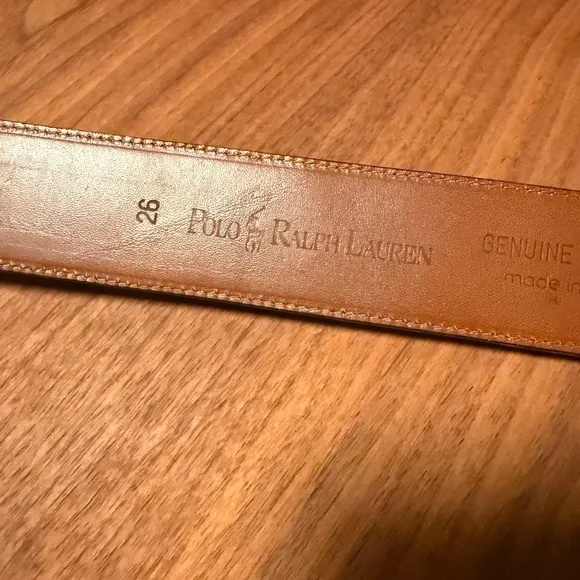 26
POLO RALPH LAUREN
GENUINE
made in